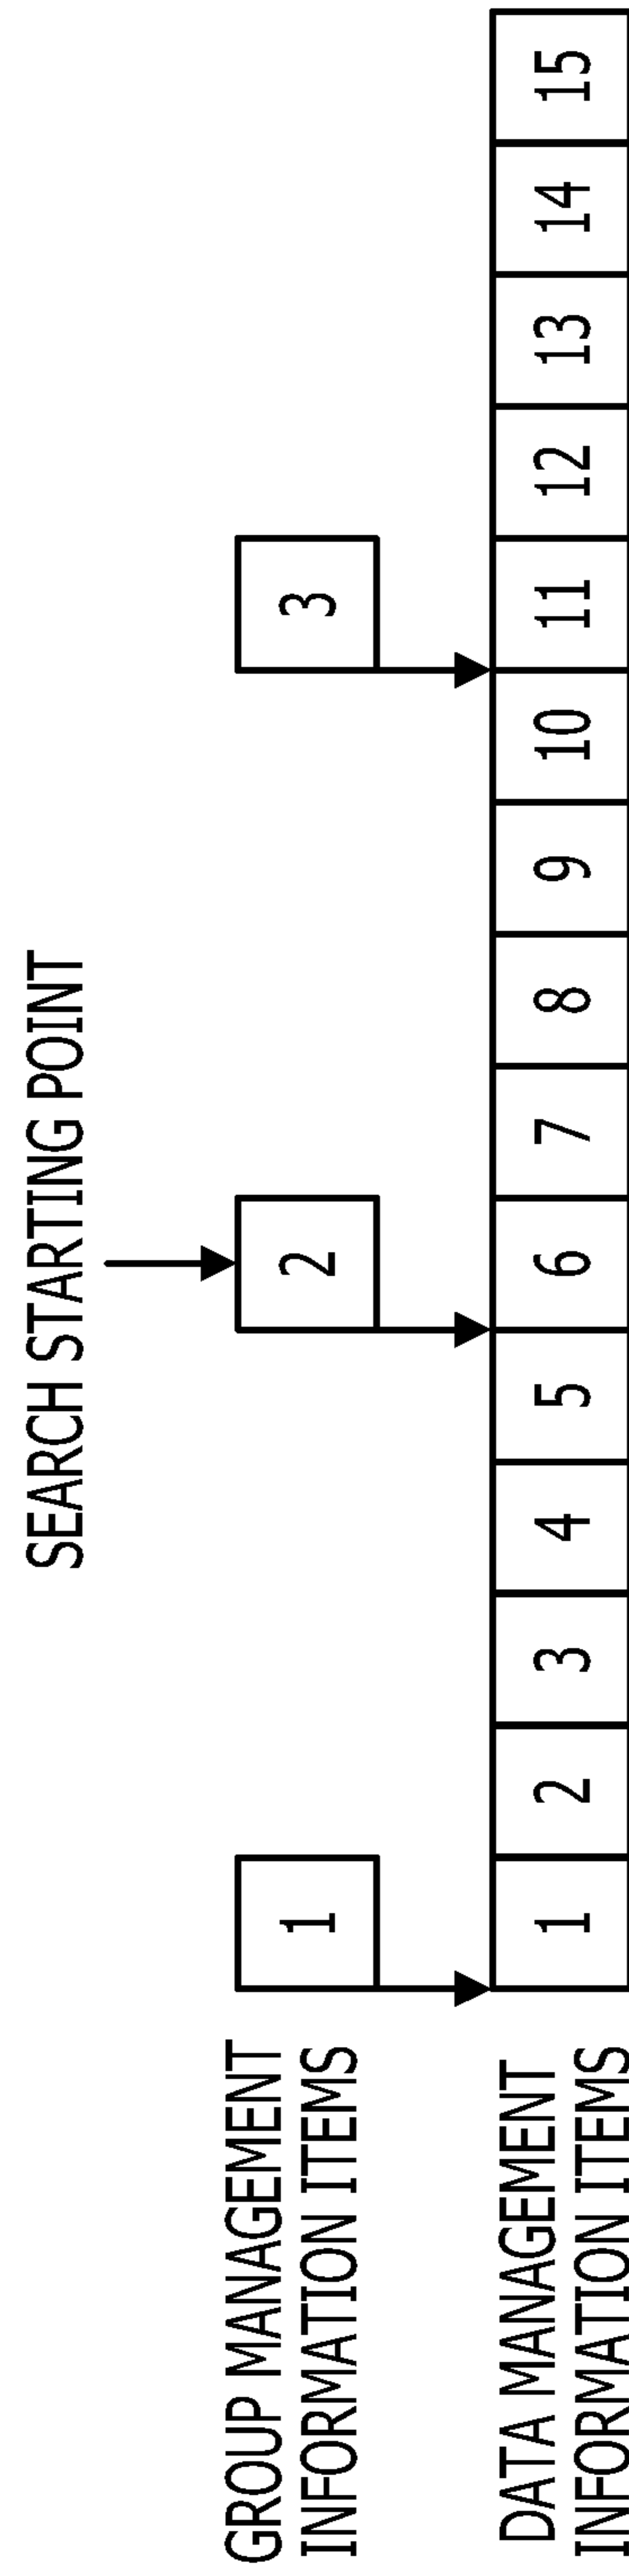 SEARCH STARTING POINT
GROUP MANAGEMENT
INFORMATION ITEMS
1 2 3
DATA MANAGEMENT
INFORMATION ITEMS
1 2 3 4 5 6 7 8 9 10 11 12 13 14 15